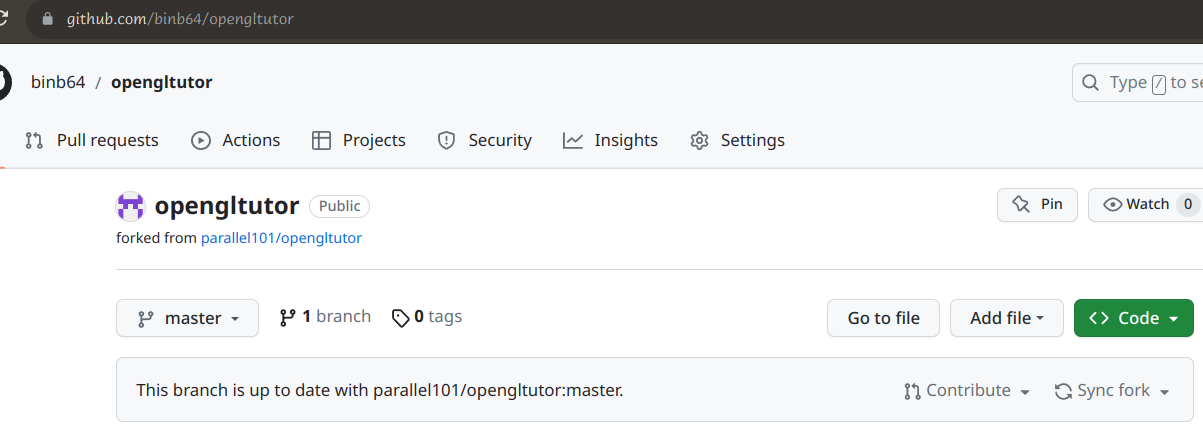 github.com/binb64/opengltutor
binb64 / opengltutor
Type / to se
Pull requests Actions Projects Security Insights Settings
opengltutor Public
Pin Watch 0
forked from parallel101/opengltutor
master 1 branch 0 tags Go to file Add file Code
This branch is up to date with parallel101/opengltutor:master. Contribute Sync fork